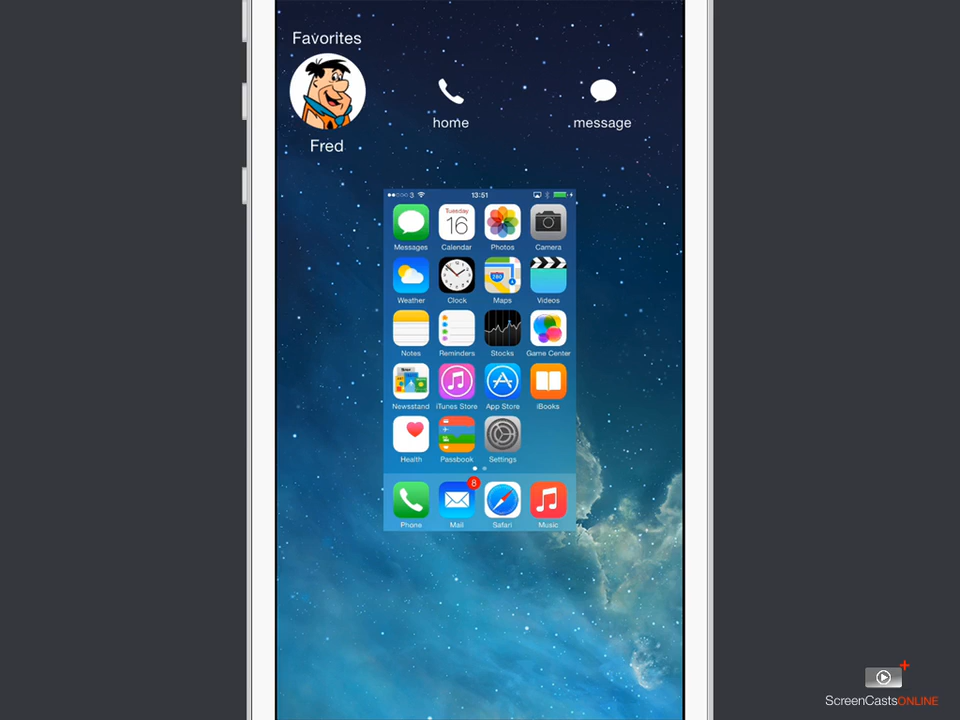 Favorites
Fred
home
message
3
13:51
Tuesday
16
Messages
Calendar
Photos
Camera
280
Weather
Clock
Maps
Videos
Notes
Reminders
Stocks
Game Center
Newsstand
iTunes Store
App Store
iBooks
Health
Passbook
Settings
8
Phone
Mail
Safari
Music
ScreenCastsONLINE